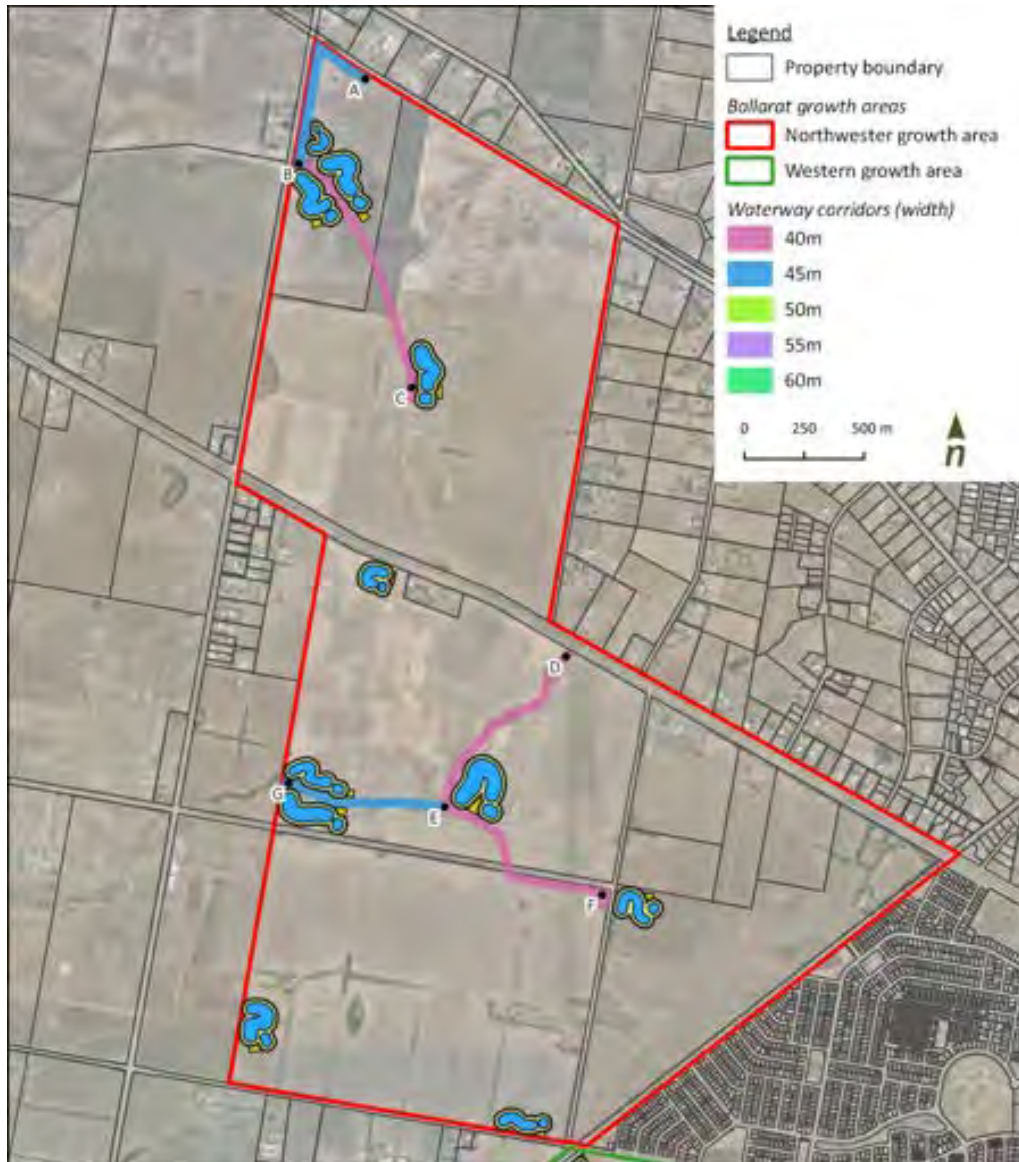 Legend
Property boundary
Ballarat growth areas
Northwester growth area
Western growth area
Waterway corridors (width)
40m
45m
50m
55m
60m
0 250 500 m
n
A
B
C
D
E
G
F